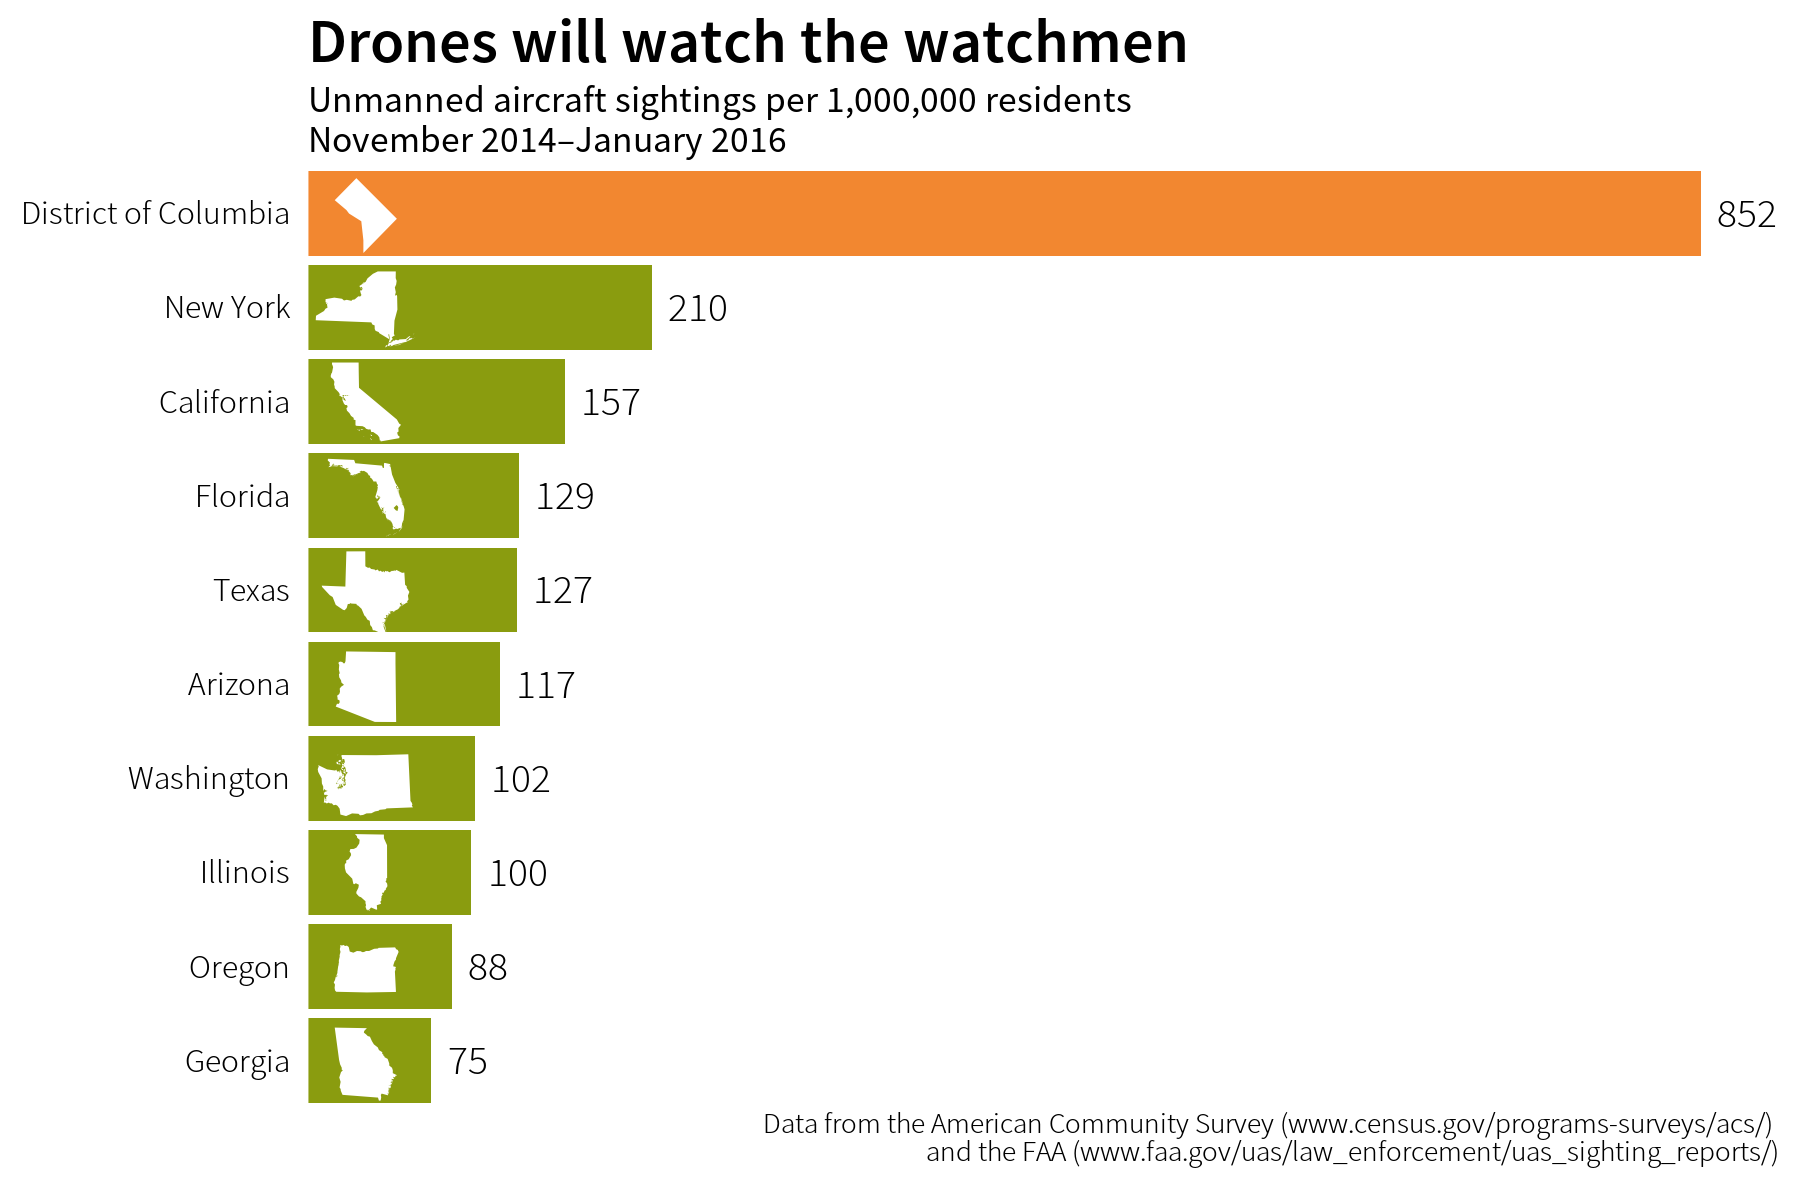 Drones will watch the watchmen
Unmanned aircraft sightings per 1,000,000 residents
November 2014–January 2016
District of Columbia 852
New York 210
California 157
Florida 129
Texas 127
Arizona 117
Washington 102
Illinois 100
Oregon 88
Georgia 75
Data from the American Community Survey (www.census.gov/programs-surveys/acs/)
and the FAA (www.faa.gov/uas/law_enforcement/uas_sighting_reports/)